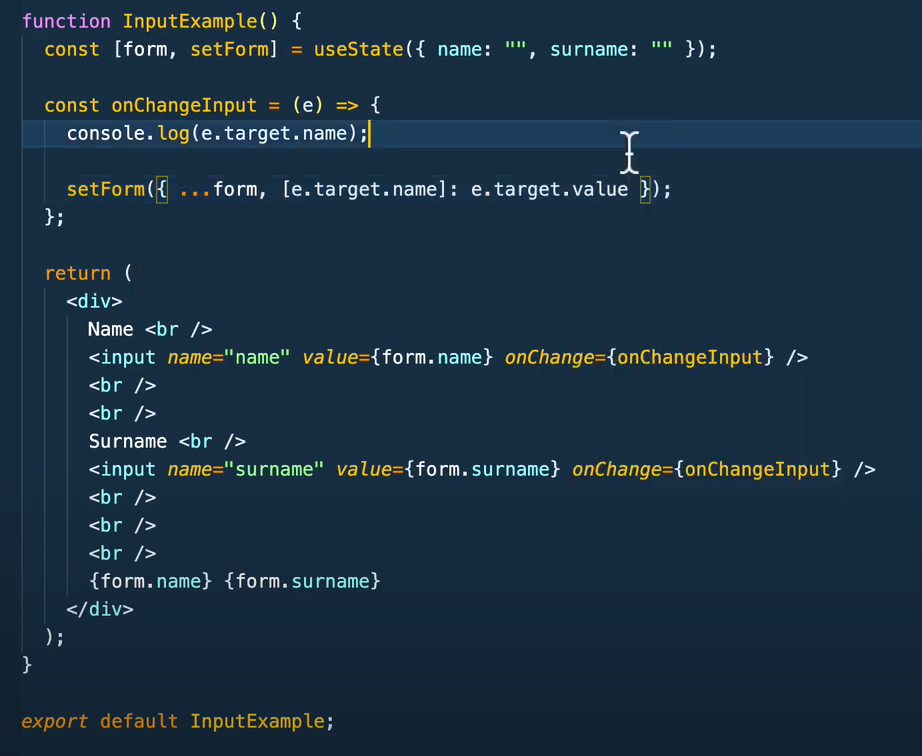 function InputExample() {
const [form, setForm] = useState({ name: "", surname: "" });
const onChangeInput = (e) => {
console.log(e.target.name);
setForm({ ...form, [e.target.name]: e.target.value });
};
return (
<div>
Name <br />
<input name="name" value={form.name} onChange={onChangeInput} />
<br />
<br />
Surname <br />
<input name="surname" value={form.surname} onChange={onChangeInput} />
<br />
<br />
<br />
{form.name} {form.surname}
</div>
);
}
export default InputExample;